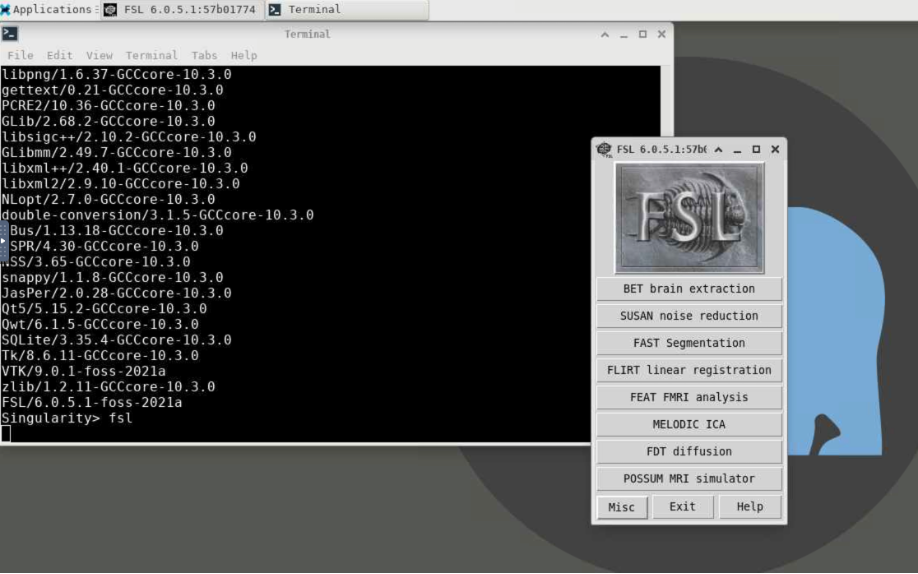 Applications FSL 6.0.5.1:57b01774 Terminal
Terminal
File Edit View Terminal Tabs Help
libpng/1.6.37-GCCcore-10.3.0
gettext/0.21-GCCcore-10.3.0
PCRE2/10.36-GCCcore-10.3.0
GLib/2.68.2-GCCcore-10.3.0
libsigc++/2.10.2-GCCcore-10.3.0
GLibmm/2.49.7-GCCcore-10.3.0
libxml++/2.40.1-GCCcore-10.3.0
libxml2/2.9.10-GCCcore-10.3.0
NLopt/2.7.0-GCCcore-10.3.0
double-conversion/3.1.5-GCCcore-10.3.0
Bus/1.13.18-GCCcore-10.3.0
SPR/4.30-GCCcore-10.3.0
NSS/3.65-GCCcore-10.3.0
snappy/1.1.8-GCCcore-10.3.0
JasPer/2.0.28-GCCcore-10.3.0
Qt5/5.15.2-GCCcore-10.3.0
Qwt/6.1.5-GCCcore-10.3.0
SQLite/3.35.4-GCCcore-10.3.0
Tk/8.6.11-GCCcore-10.3.0
VTK/9.0.1-foss-2021a
zlib/1.2.11-GCCcore-10.3.0
FSL/6.0.5.1-foss-2021a
Singularity> fsl
FSL 6.0.5.1:57b(
FSL
BET brain extraction
SUSAN noise reduction
FAST Segmentation
FLIRT linear registration
FEAT FMRI analysis
MELODIC ICA
FDT diffusion
POSSUM MRI simulator
Misc Exit Help